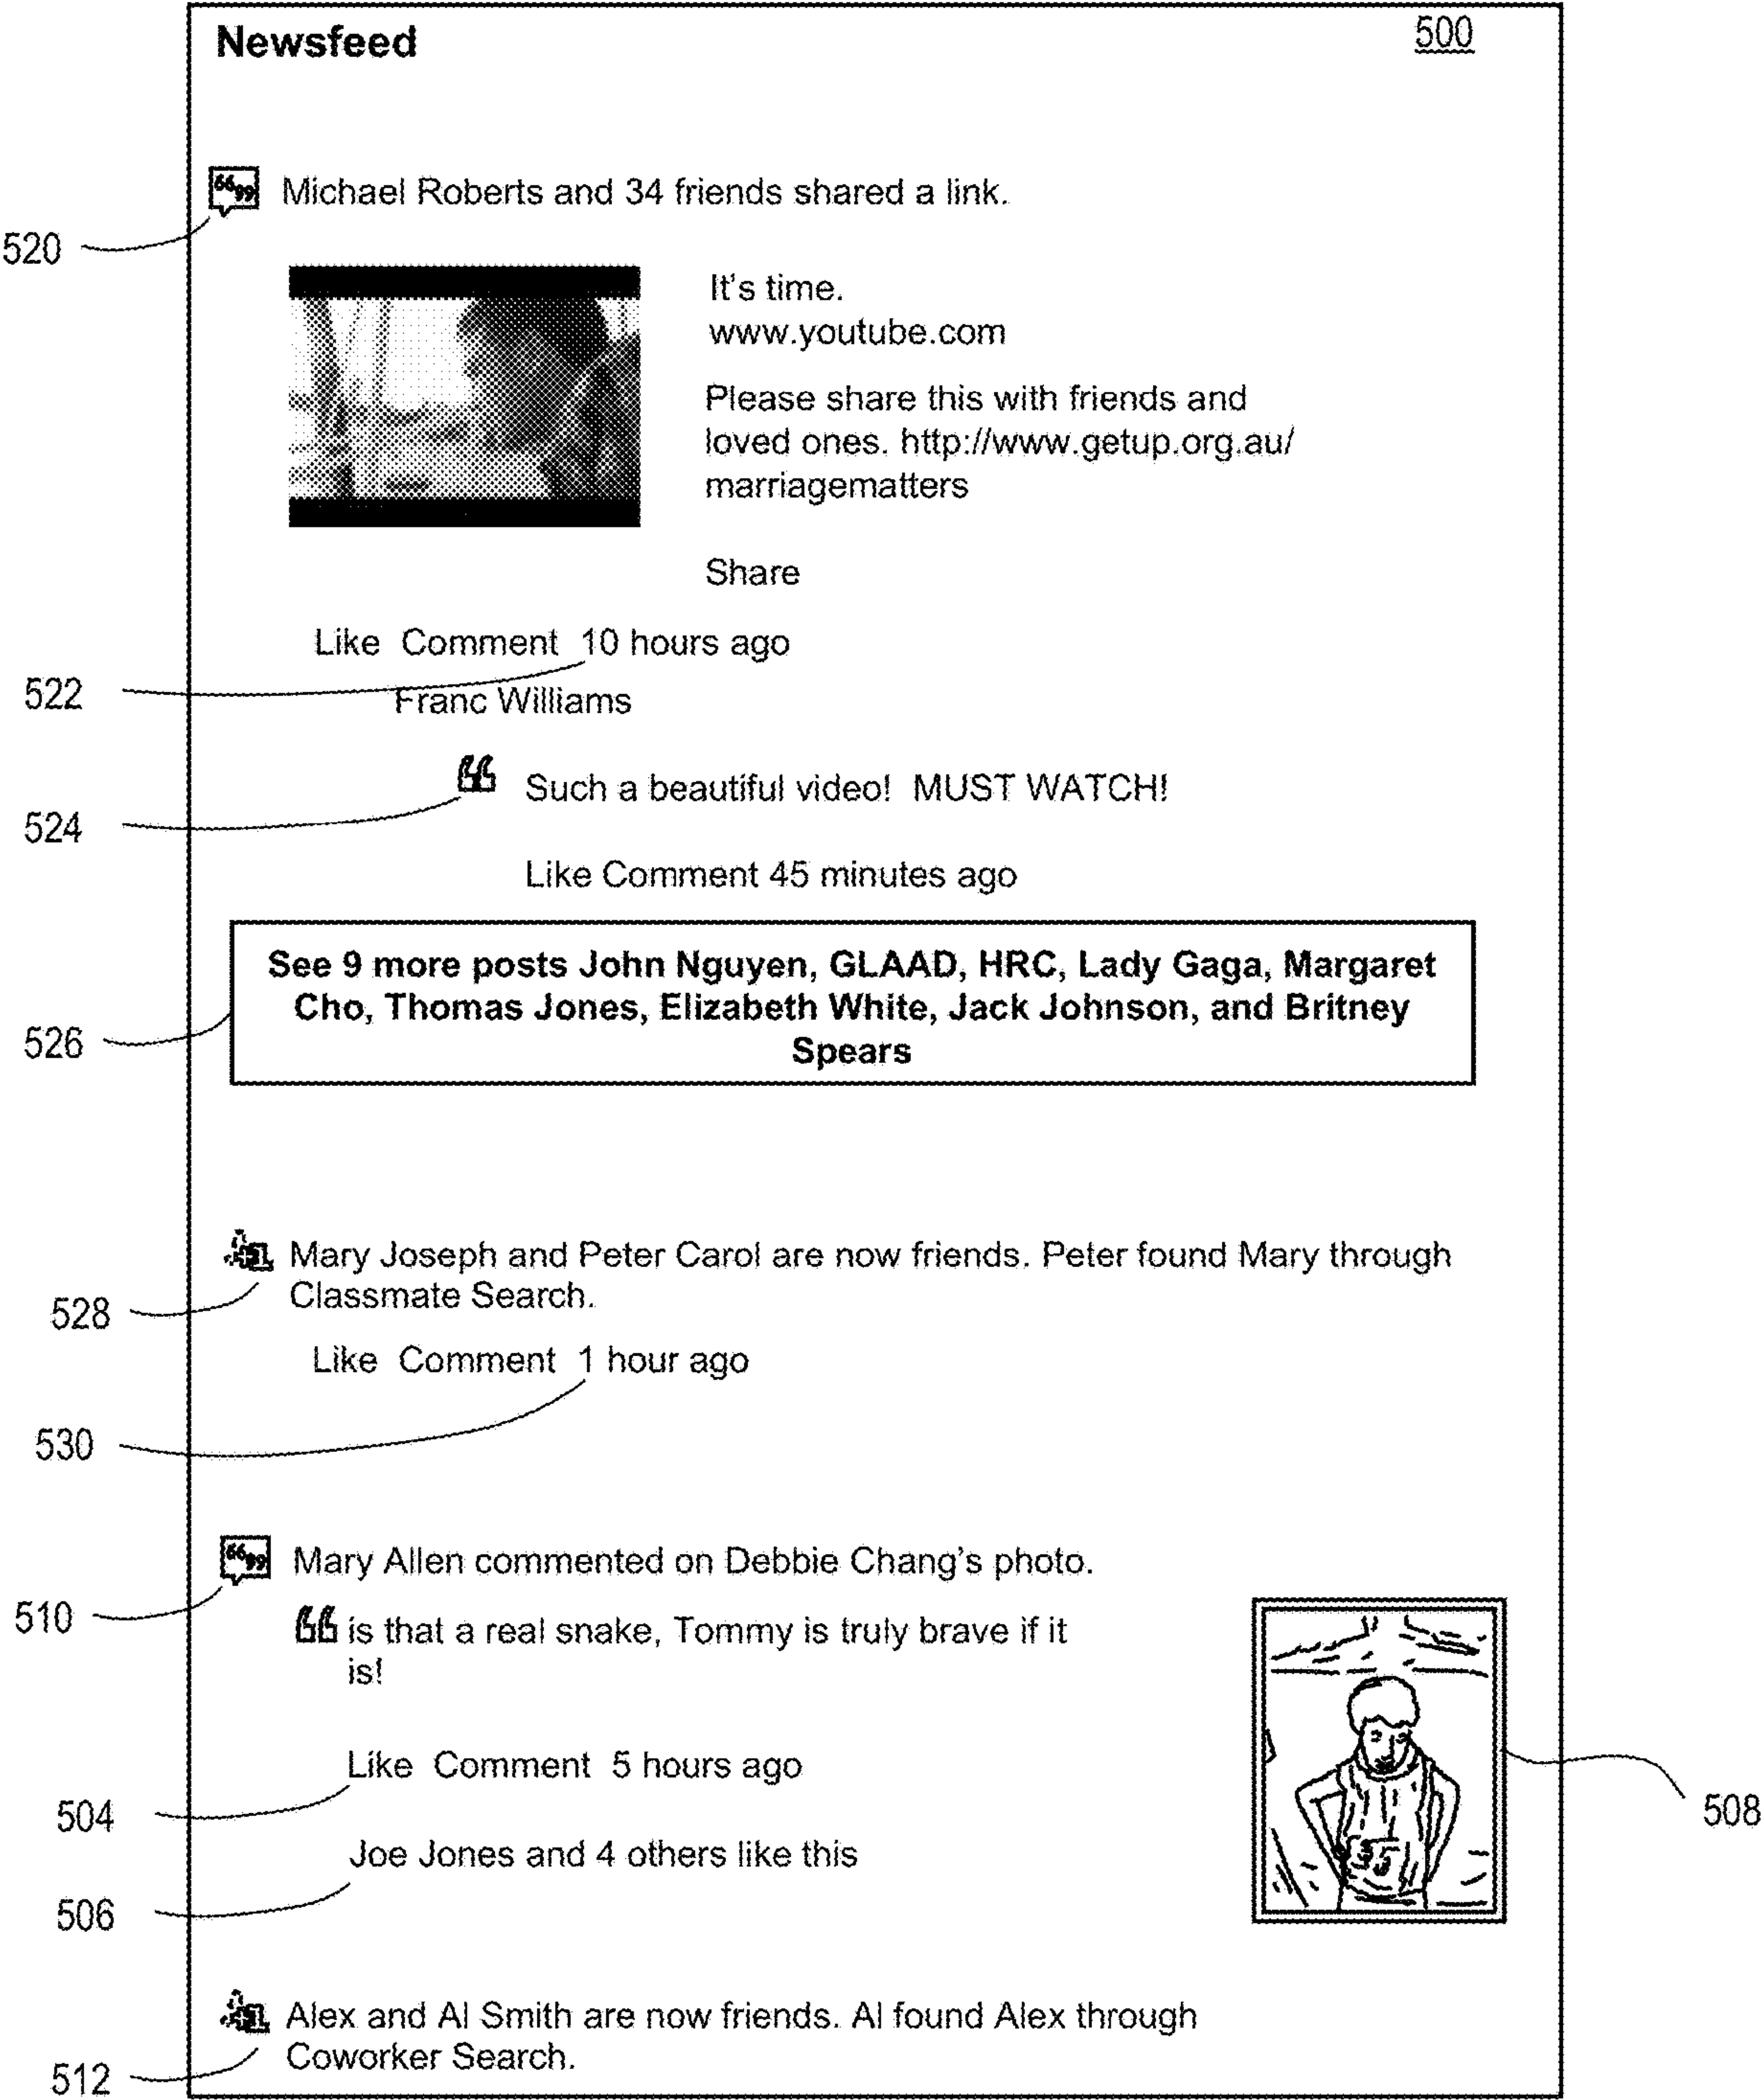 Newsfeed 500
Michael Roberts and 34 friends shared a link.
520
It's time.
www.youtube.com
Please share this with friends and
loved ones. http://www.getup.org.au/
marriagematters
Share
Like Comment 10 hours ago
522
Franc Williams
“ Such a beautiful video! MUST WATCH!
524
Like Comment 45 minutes ago
See 9 more posts John Nguyen, GLAAD, HRC, Lady Gaga, Margaret
Cho, Thomas Jones, Elizabeth White, Jack Johnson, and Britney
Spears
526
Mary Joseph and Peter Carol are now friends. Peter found Mary through
Classmate Search.
528
Like Comment 1 hour ago
530
Mary Allen commented on Debbie Chang's photo.
510
“ is that a real snake, Tommy is truly brave if it
is!
Like Comment 5 hours ago
504
508
Joe Jones and 4 others like this
506
Alex and Al Smith are now friends. Al found Alex through
Coworker Search.
512